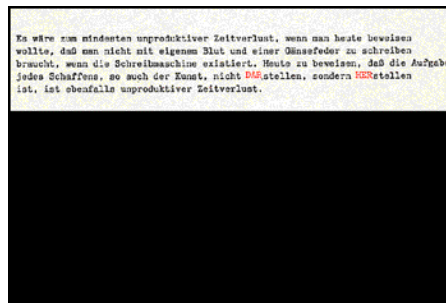 Es wäre zum mindesten unproduktiver Zeitverlust, wenn man heute beweisen
wollte, daß man nicht mit eigenem Blut und einer Gänsefeder zu schreiben
braucht, wenn die Schreibmaschine existiert. Heute zu beweisen, daß die Aufgabe
jedes Schaffens, so auch der Kunst, nicht DARstellen, sondern HERstellen
ist, ist ebenfalls unproduktiver Zeitverlust.